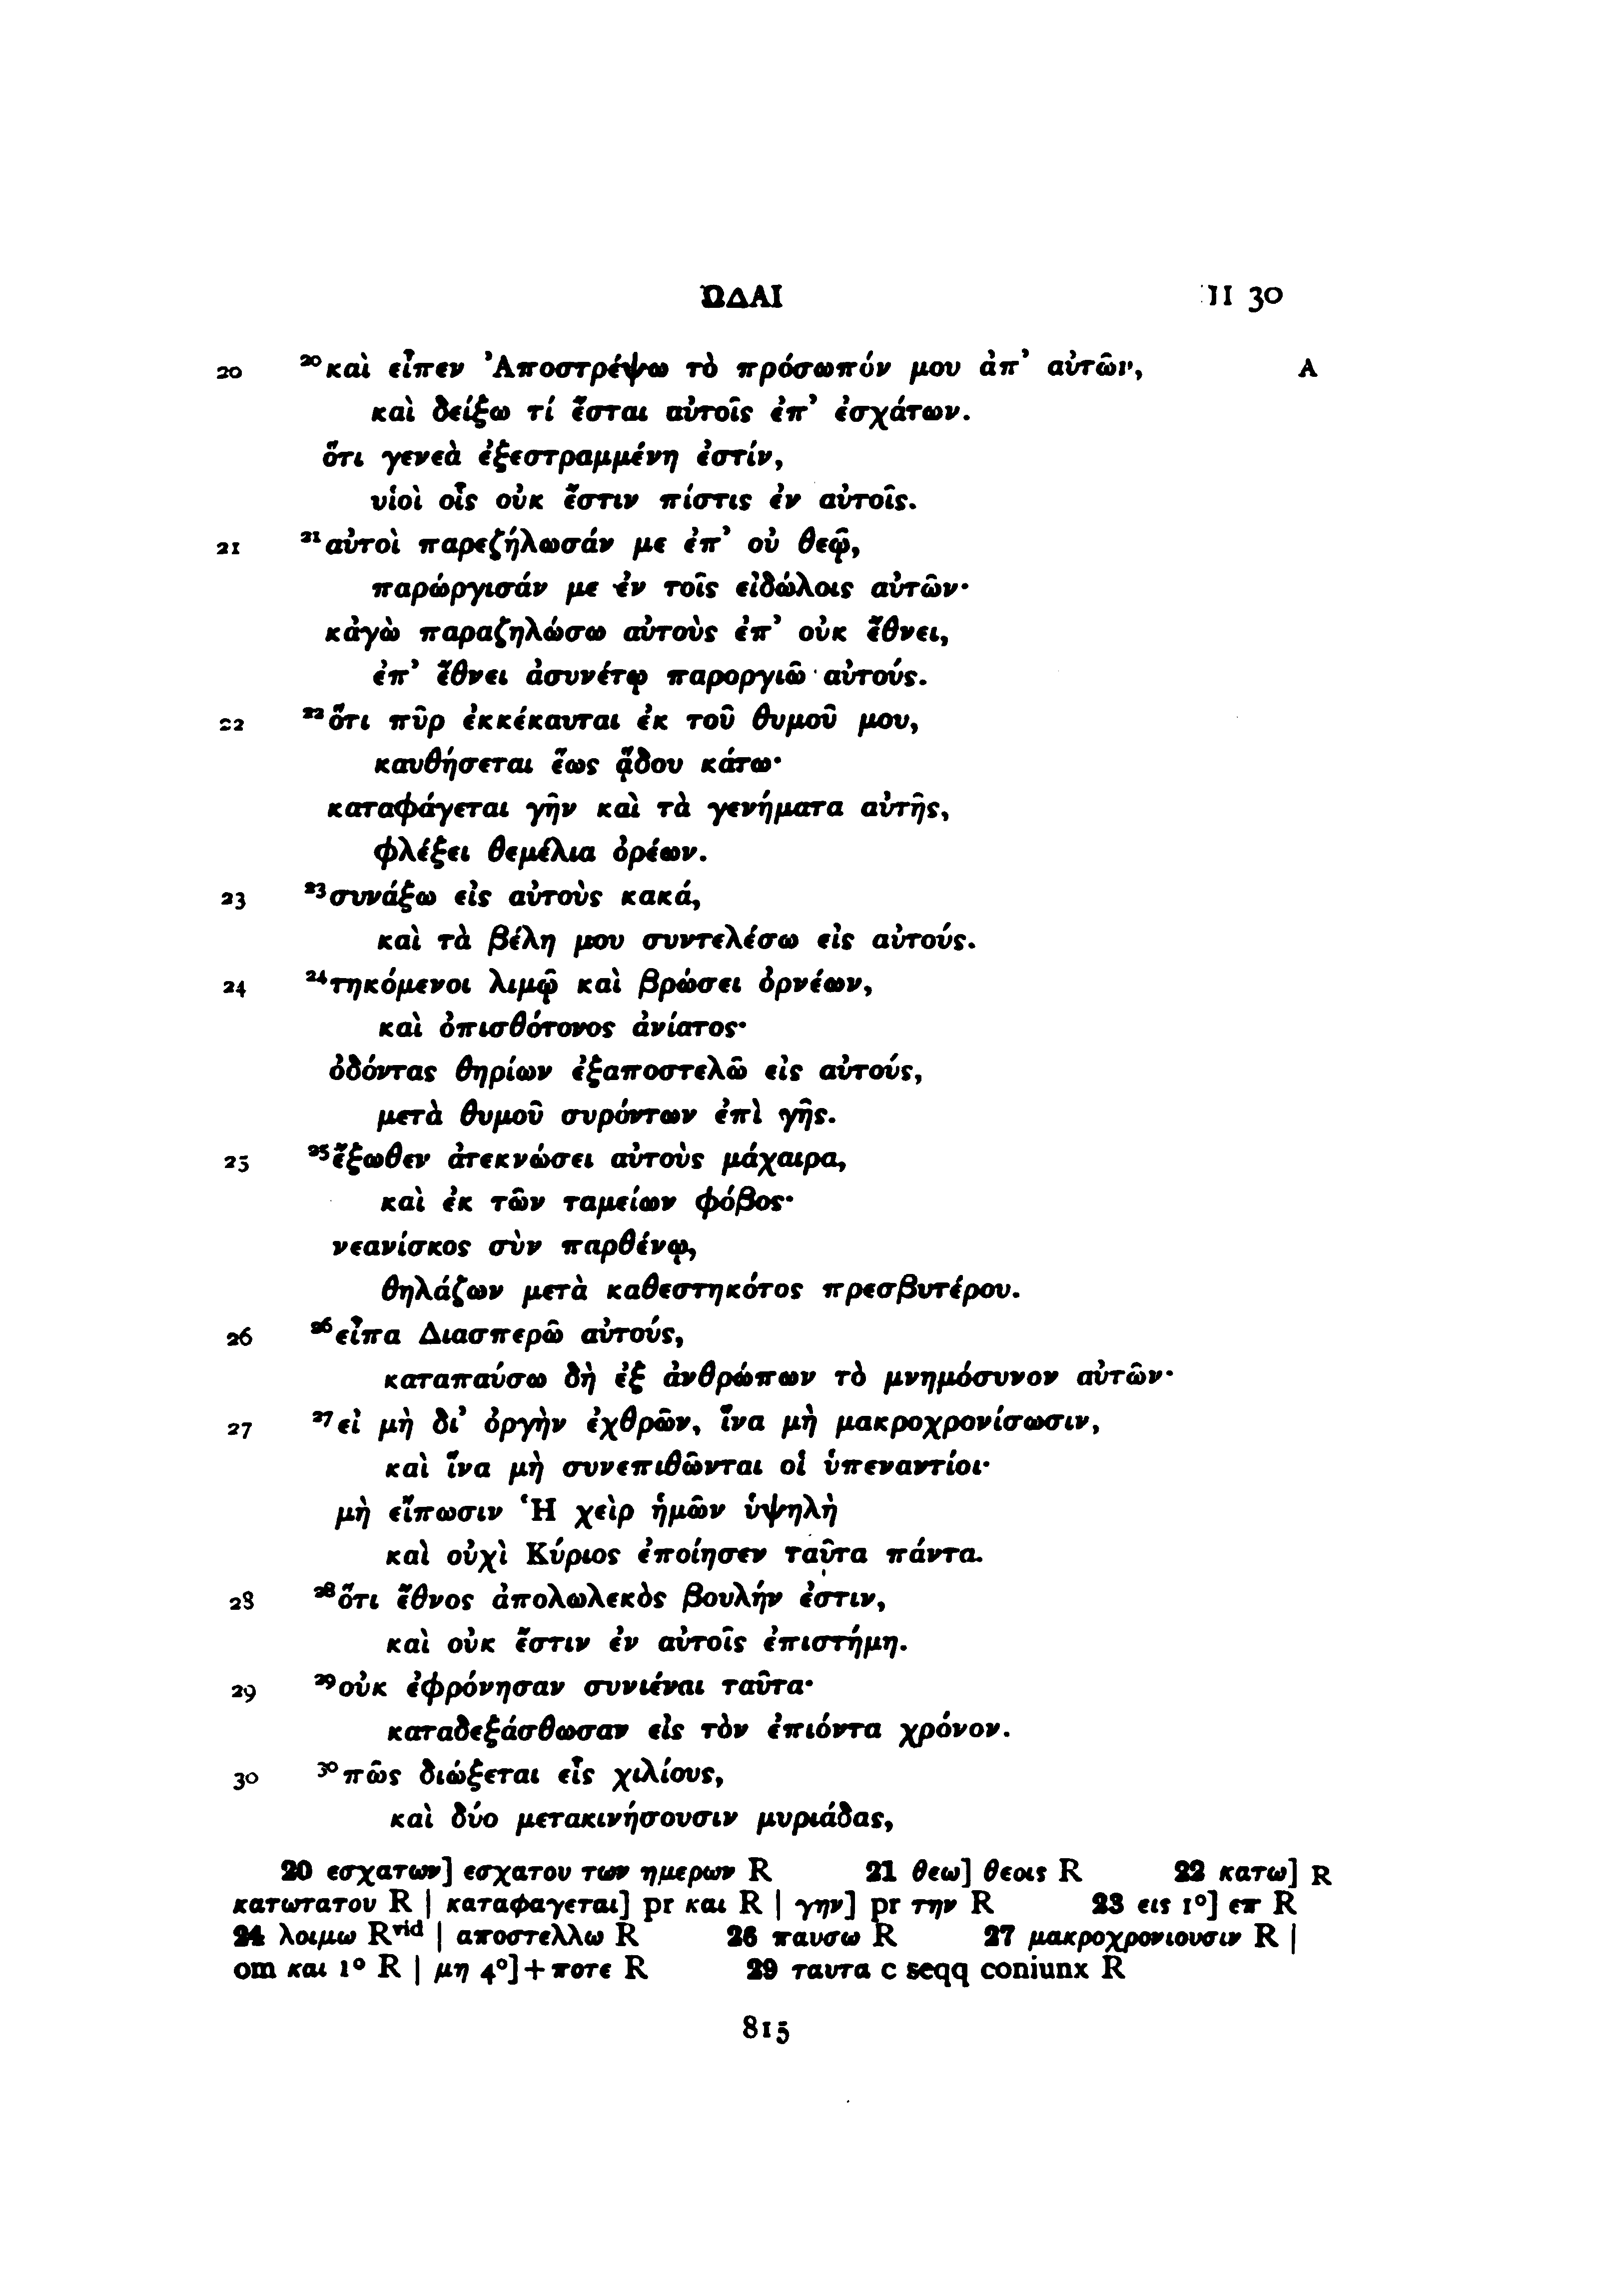 ΩΔΑΙ II 30
20 ²⁰καὶ εἶπεν Ἀποστρέψω τὸ πρόσωπόν μου ἀπ’ αὐτῶν, A
καὶ δείξω τί ἔσται αὐτοῖς ἐπ’ ἐσχάτων.
ὅτι γενεὰ ἐξεστραμμένη ἐστίν,
υἱοὶ οἷς οὐκ ἔστιν πίστις ἐν αὐτοῖς.
21 ²¹αὐτοὶ παρεζήλωσάν με ἐπ’ οὐ θεῷ,
παρώργισάν με ἐν τοῖς εἰδώλοις αὐτῶν·
κἀγὼ παραζηλώσω αὐτοὺς ἐπ’ οὐκ ἔθνει,
ἐπ’ ἔθνει ἀσυνέτῳ παροργιῶ αὐτούς.
22 ²²ὅτι πῦρ ἐκκέκαυται ἐκ τοῦ θυμοῦ μου,
καυθήσεται ἕως ᾅδου κάτω·
καταφάγεται γῆν καὶ τὰ γενήματα αὐτῆς,
φλέξει θεμέλια ὀρέων.
23 ²³συνάξω εἰς αὐτοὺς κακά,
καὶ τὰ βέλη μου συντελέσω εἰς αὐτούς.
24 ²⁴τηκόμενοι λιμῷ καὶ βρώσει ὀρνέων,
καὶ ὀπισθότονος ἀνίατος·
ὀδόντας θηρίων ἐξαποστελῶ εἰς αὐτούς,
μετὰ θυμοῦ συρόντων ἐπὶ γῆς.
25 ²⁵ἔξωθεν ἀτεκνώσει αὐτοὺς μάχαιρα,
καὶ ἐκ τῶν ταμείων φόβος·
νεανίσκος σὺν παρθένῳ,
θηλάζων μετὰ καθεστηκότος πρεσβυτέρου.
26 ²⁶εἶπα Διασπερῶ αὐτούς,
καταπαύσω δὴ ἐξ ἀνθρώπων τὸ μνημόσυνον αὐτῶν·
27 ²⁷εἰ μὴ δι’ ὀργὴν ἐχθρῶν, ἵνα μὴ μακροχρονίσωσιν,
καὶ ἵνα μὴ συνεπιθῶνται οἱ ὑπεναντίοι·
μὴ εἴπωσιν Ἡ χεὶρ ἡμῶν ὑψηλὴ
καὶ οὐχὶ Κύριος ἐποίησεν ταῦτα πάντα.
28 ²⁸ὅτι ἔθνος ἀπολωλεκὸς βουλήν ἐστιν,
καὶ οὐκ ἔστιν ἐν αὐτοῖς ἐπιστήμη.
29 ²⁹οὐκ ἐφρόνησαν συνιέναι ταῦτα·
καταδεξάσθωσαν εἰς τὸν ἐπιόντα χρόνον.
30 ³⁰πῶς διώξεται εἷς χιλίους,
καὶ δύο μετακινήσουσιν μυριάδας,
20 εσχατων] εσχατου των ημερων R 21 θεω] θεοις R 22 κατω] R
κατωτατου R | καταφαγεται] pr και R | γην] pr την R 23 εις 1°] επ R
24 λοιμω Rᵛⁱᵈ | αποστελλω R 26 παυσω R 27 μακροχρονιουσιν R |
om και 1° R | μη 4°]+ποτε R 29 ταυτα c seqq coniunx R
815